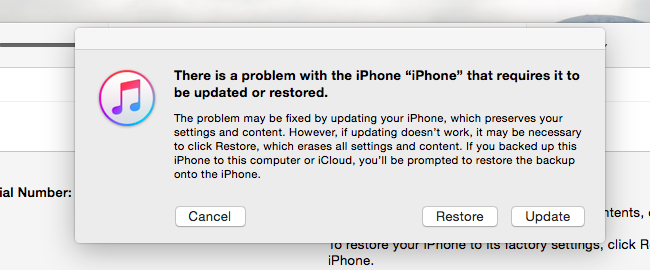 There is a problem with the iPhone “iPhone” that requires it to
be updated or restored.
The problem may be fixed by updating your iPhone, which preserves your
settings and content. However, if updating doesn’t work, it may be necessary
to click Restore, which erases all settings and content. If you backed up this
iPhone to this computer or iCloud, you’ll be prompted to restore the backup
onto the iPhone.
ial Number:
Cancel
Restore
Update
ntents,
To restore your iPhone to its factory settings, click R
iPhone.